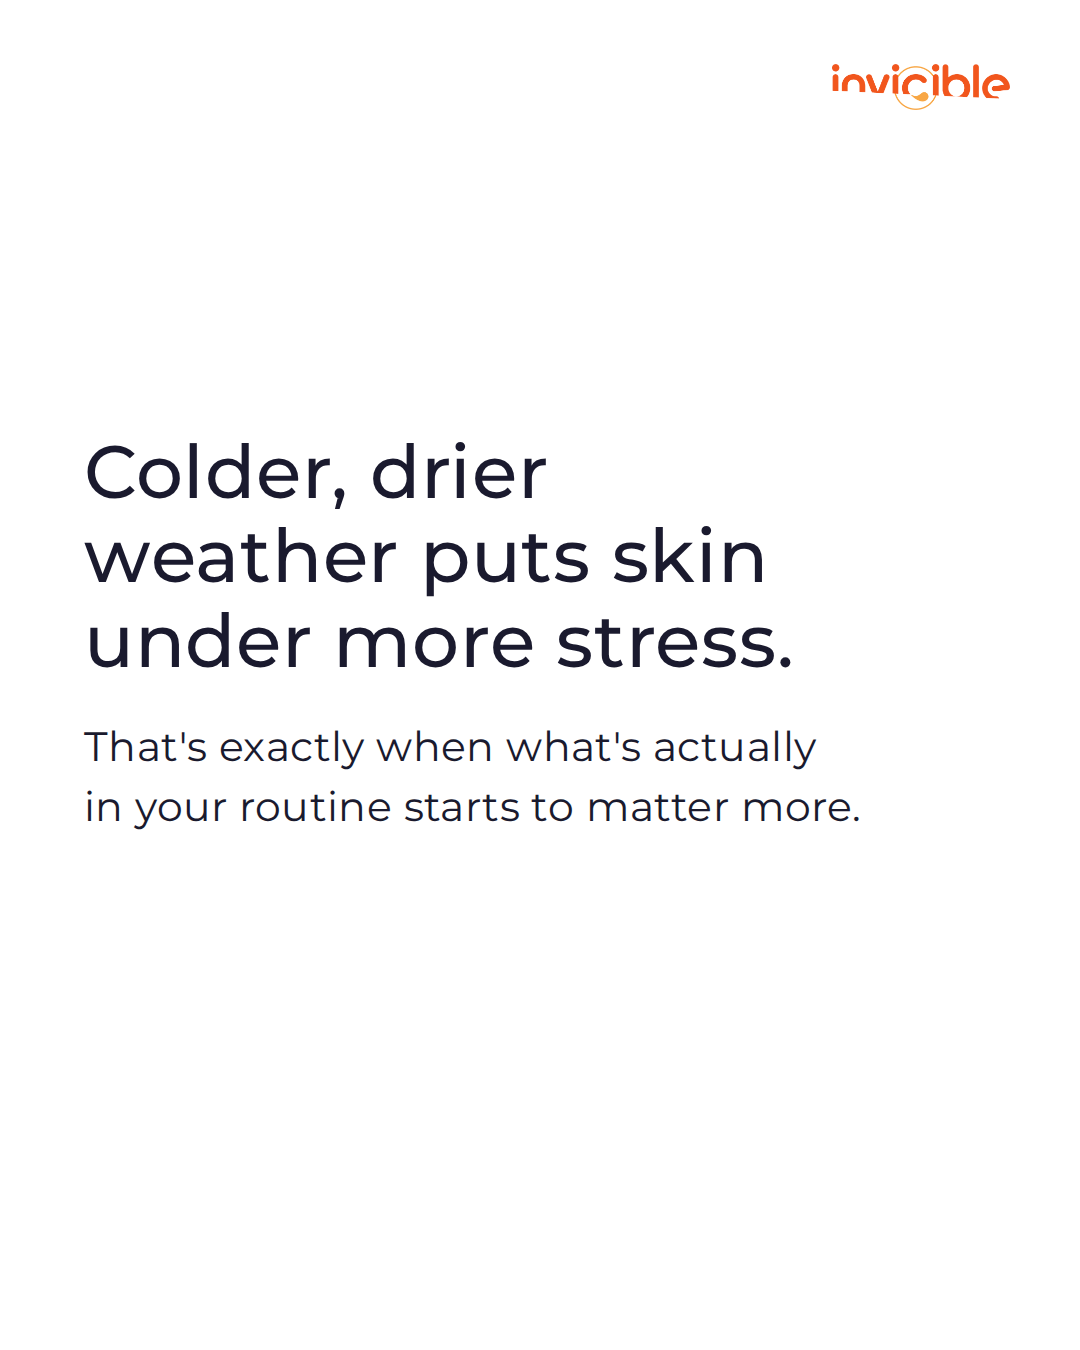 invicible
Colder, drier
weather puts skin
under more stress.
That's exactly when what's actually
in your routine starts to matter more.